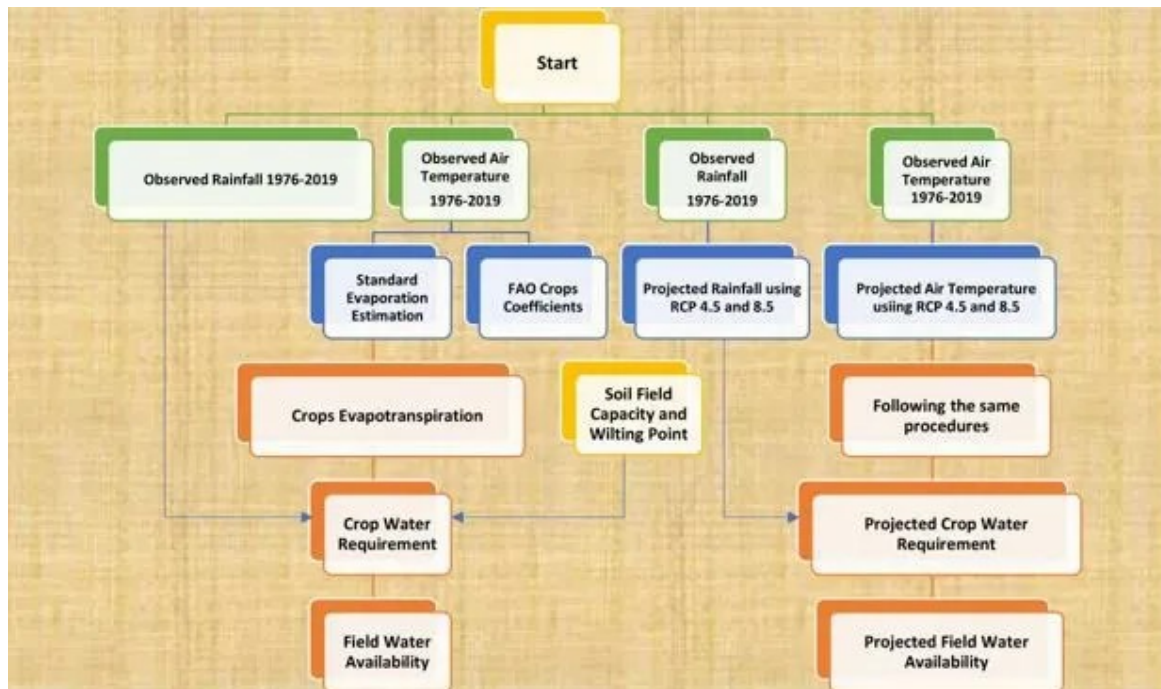 Start
Observed Rainfall 1976-2019
Observed Air
Temperature
1976-2019
Observed
Rainfall
1976-2019
Observed Air
Temperature
1976-2019
Standard
Evaporation
Estimation
FAO Crops
Coefficients
Projected Rainfall using
RCP 4.5 and 8.5
Projected Air Temperature
usiing RCP 4.5 and 8.5
Crops Evapotranspiration
Soil Field
Capacity and
Wilting Point
Following the same
procedures
Crop Water
Requirement
Projected Crop Water
Requirement
Field Water
Availability
Projected Field Water
Availability